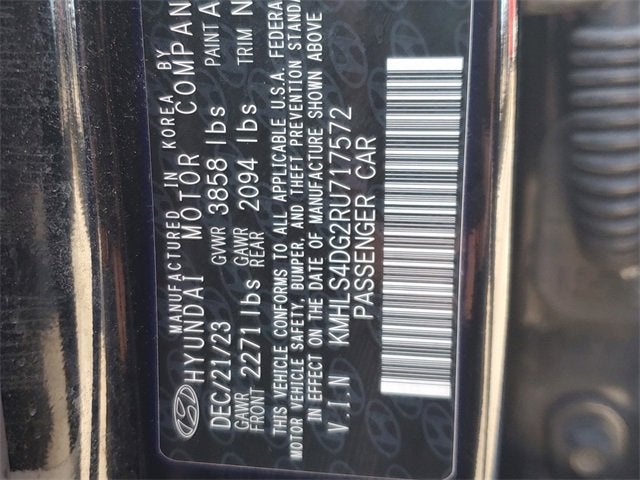 MANUFACTURED IN KOREA BY
HYUNDAI MOTOR COMPAN
DEC/21/23 GVWR 3858 lbs PAINT A
GAWR FRONT 2271 lbs GAWR REAR 2094 lbs TRIM N
THIS VEHICLE CONFORMS TO ALL APPLICABLE U.S.A. FEDERA
MOTOR VEHICLE SAFETY, BUMPER, AND THEFT PREVENTION STANDA
IN EFFECT ON THE DATE OF MANUFACTURE SHOWN ABOVE
V.I.N KMHLS4DG2RU717572
PASSENGER CAR